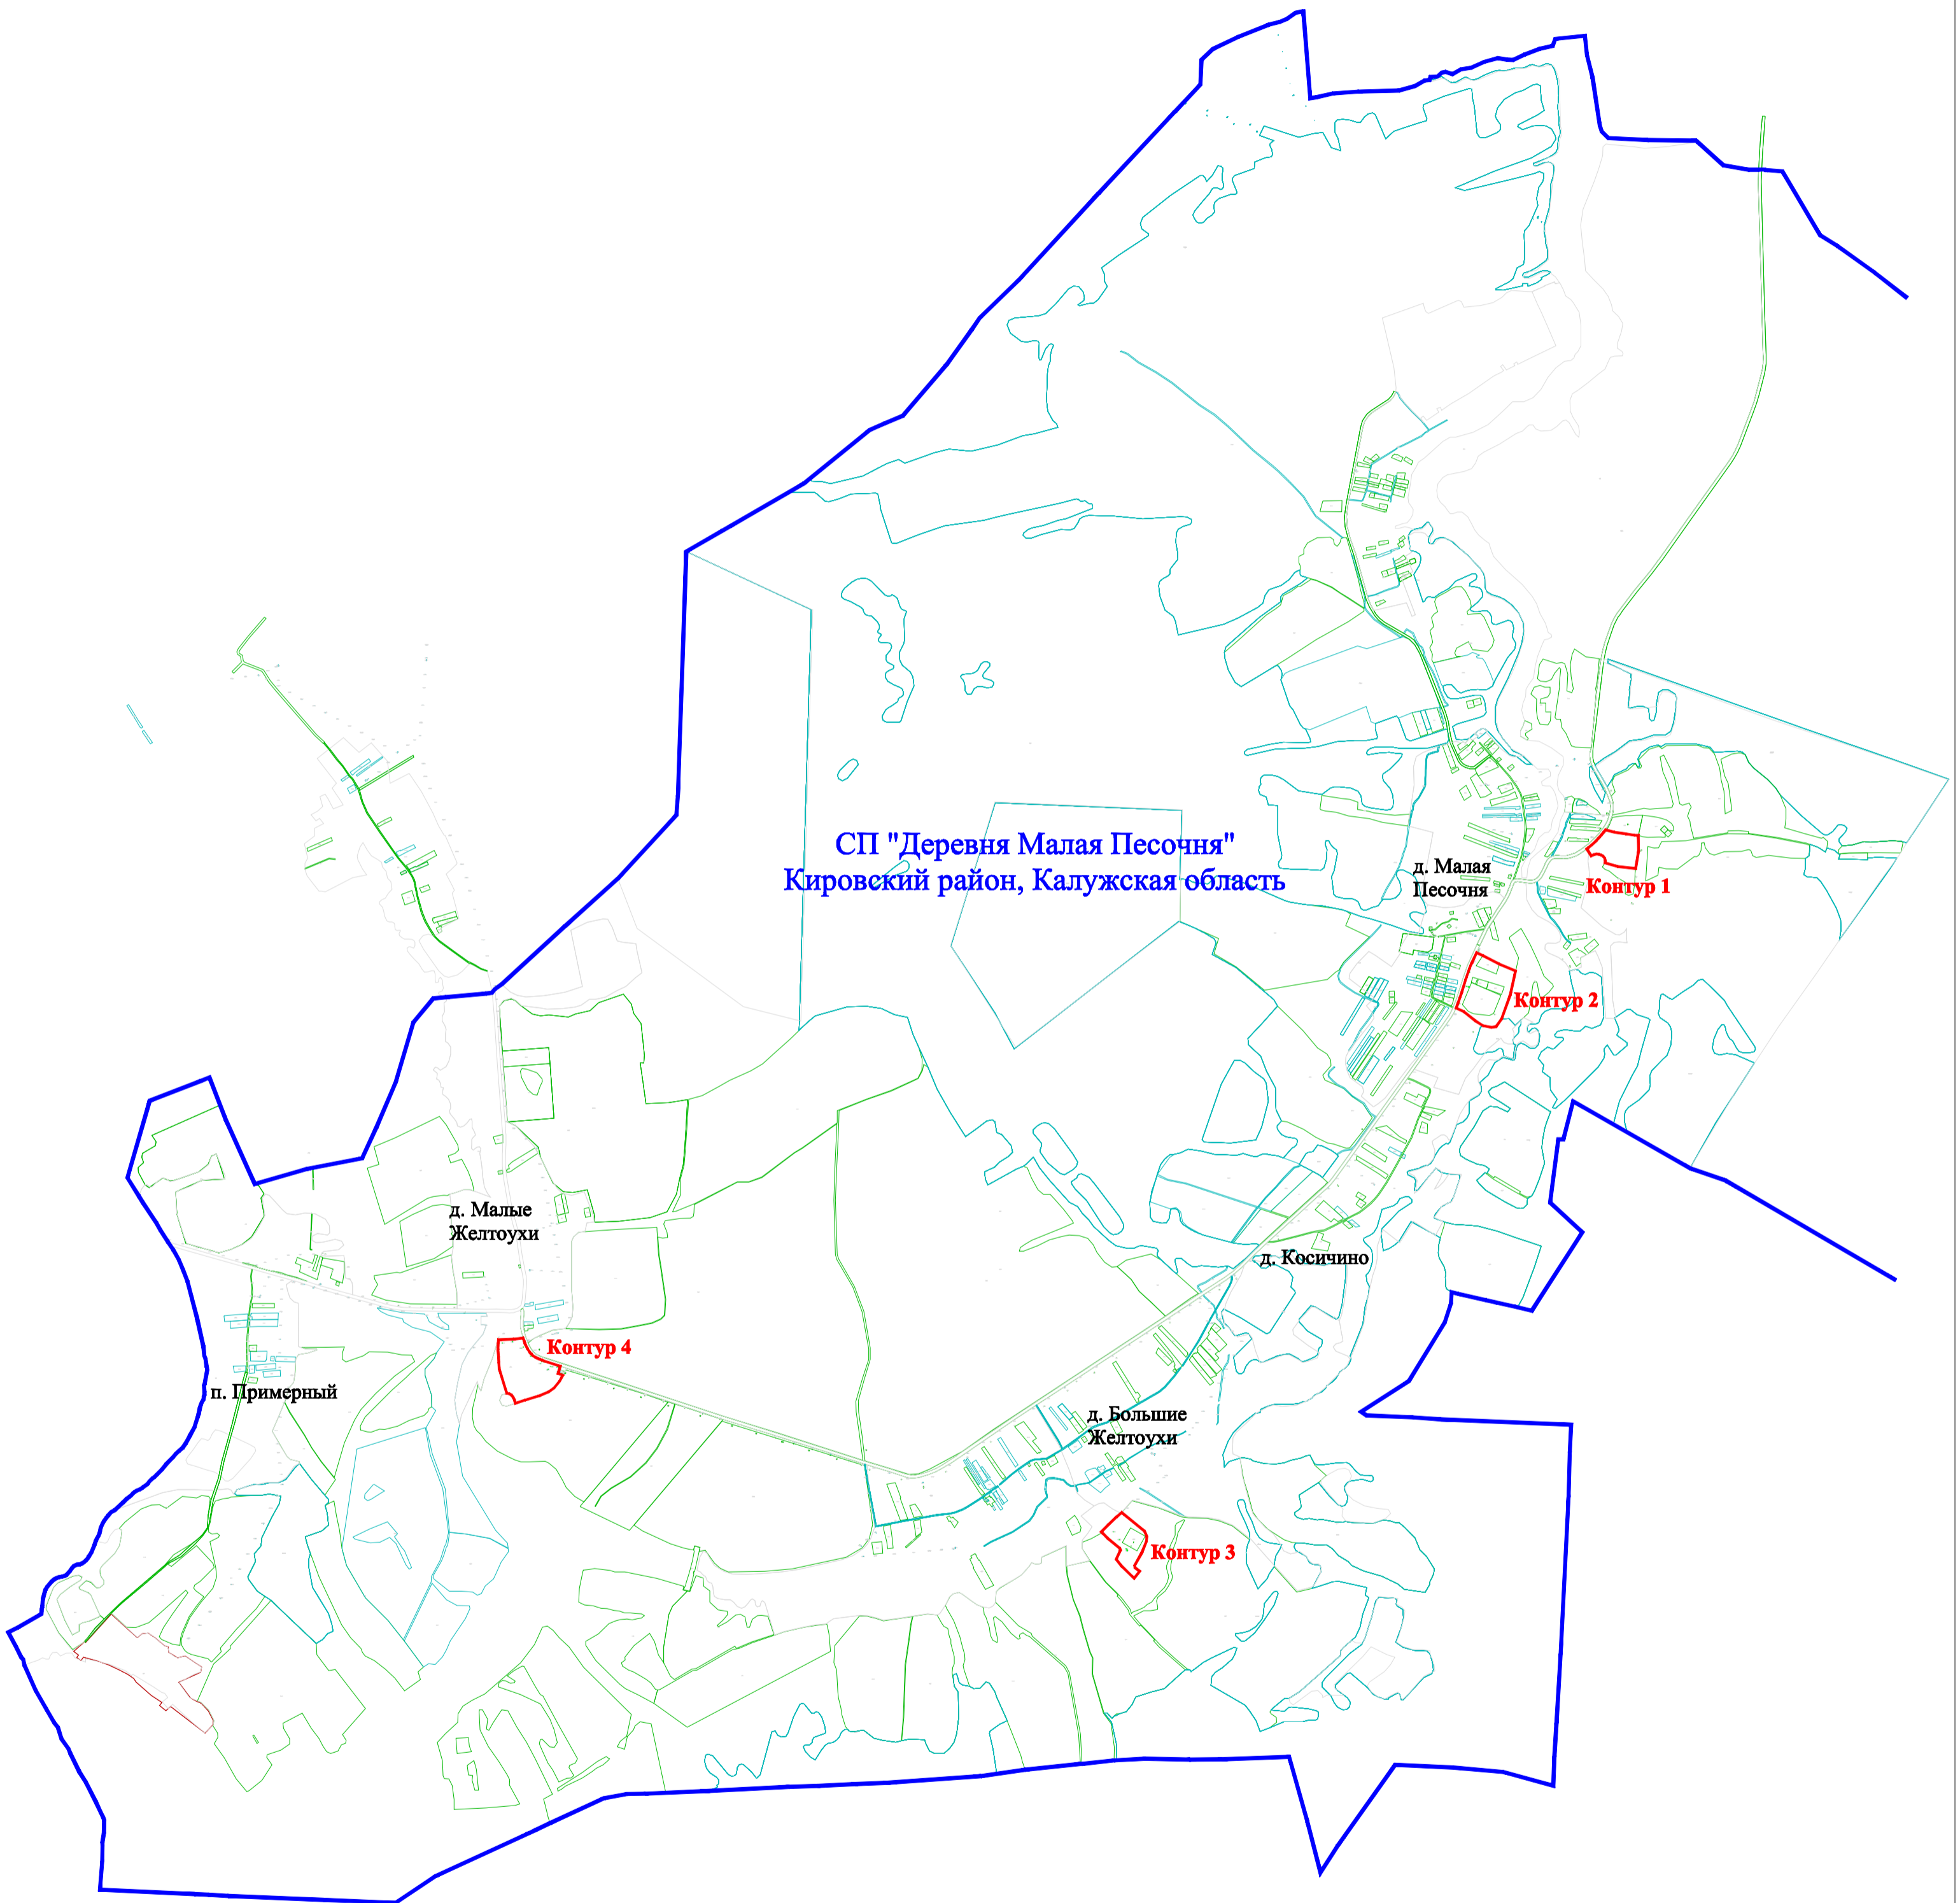 СП "Деревня Малая Песочня"
Кировский район, Калужская область
д. Малая
Песочня
Контур 1
Контур 2
д. Малые
Желтоухи
д. Косичино
Контур 4
п. Примерный
д. Большие
Желтоухи
Контур 3